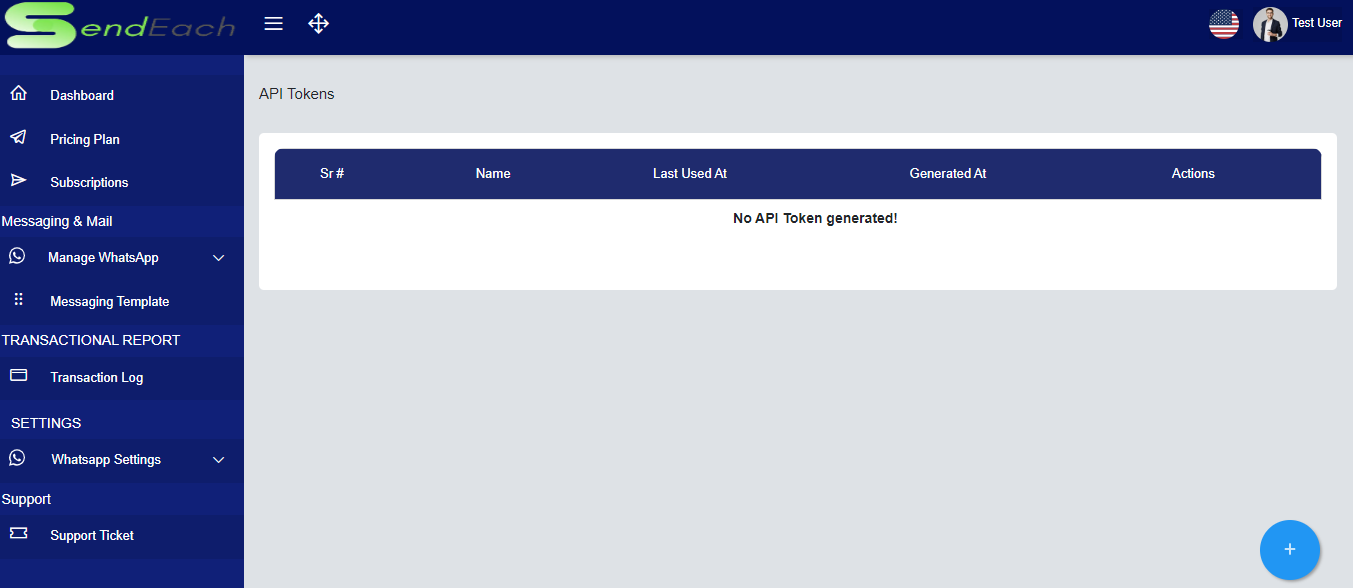 SendEach
Test User
Dashboard
Pricing Plan
Subscriptions
Messaging & Mail
Manage WhatsApp
Messaging Template
TRANSACTIONAL REPORT
Transaction Log
SETTINGS
Whatsapp Settings
Support
Support Ticket
API Tokens
Sr # Name Last Used At Generated At Actions
No API Token generated!
+